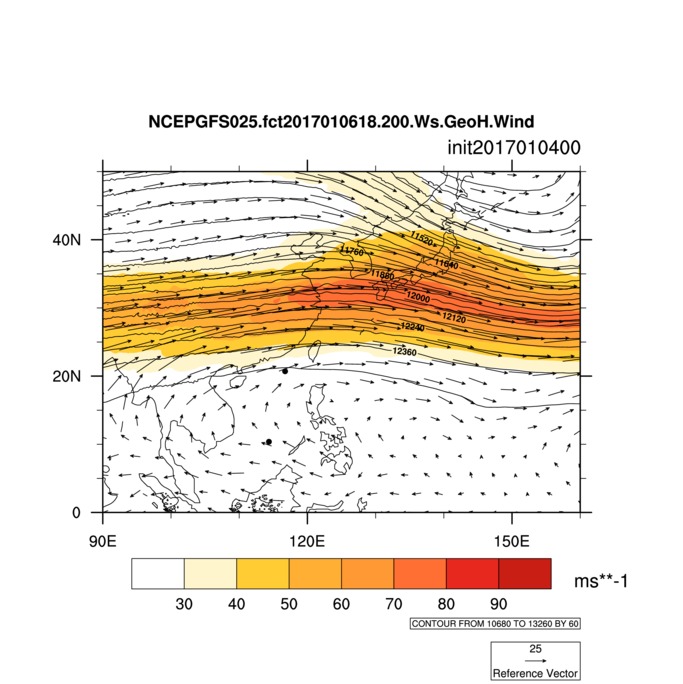 NCEPGFS025.fct2017010618.200.Ws.GeoH.Wind
init2017010400
11520
11760
11640
11880
12000
12120
12240
12360
40N
20N
0
90E 120E 150E
ms**-1
30 40 50 60 70 80 90
CONTOUR FROM 10680 TO 13260 BY 60
25
Reference Vector